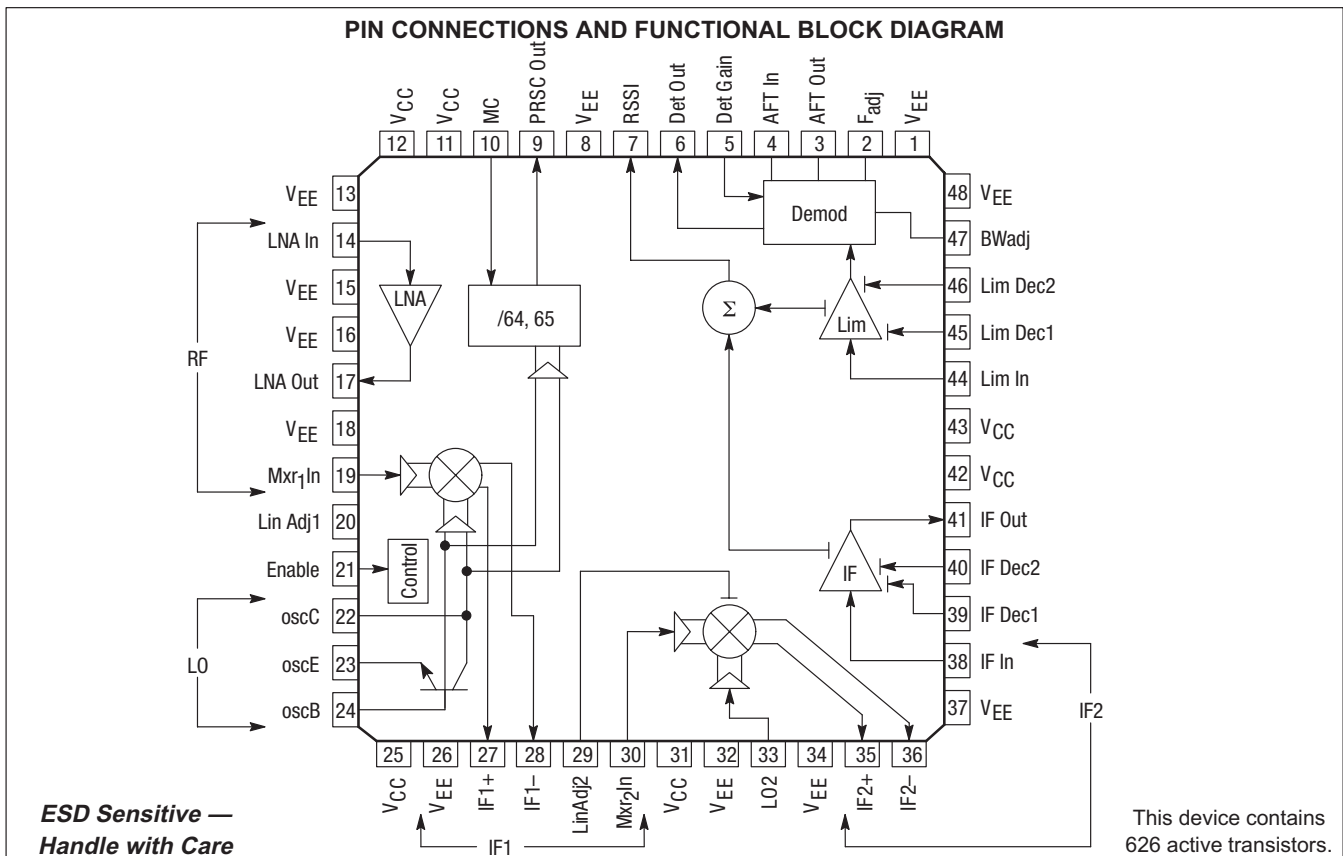 PIN CONNECTIONS AND FUNCTIONAL BLOCK DIAGRAM
VCC
VCC
MC
PRSC Out
VEE
RSSI
Det Out
Det Gain
AFT In
AFT Out
Fadj
VEE
12 11 10 9 8 7 6 5 4 3 2 1
VEE 13
LNA In 14
VEE 15
VEE 16
LNA Out 17
VEE 18
Mxr1In 19
Lin Adj1 20
Enable 21
oscC 22
oscE 23
oscB 24
RF
LO
LNA
/64, 65
Control
Σ
Demod
Lim
IF
48 VEE
47 BWadj
46 Lim Dec2
45 Lim Dec1
44 Lim In
43 VCC
42 VCC
41 IF Out
40 IF Dec2
39 IF Dec1
38 IF In
37 VEE
IF2
25 26 27 28 29 30 31 32 33 34 35 36
VCC
VEE
IF1+
IF1–
LinAdj2
Mxr2In
VCC
VEE
LO2
VEE
IF2+
IF2–
IF1
ESD Sensitive —
Handle with Care
This device contains
626 active transistors.